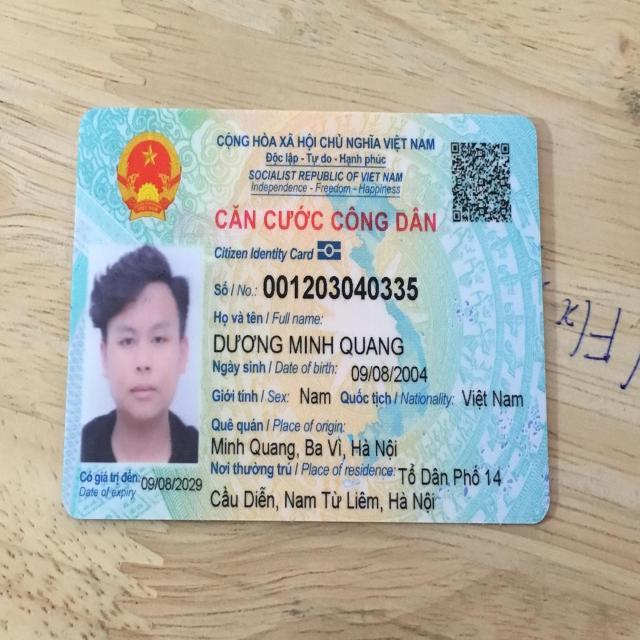 CỘNG HÒA XÃ HỘI CHỦ NGHĨA VIỆT NAM
Độc lập - Tự do - Hạnh phúc
SOCIALIST REPUBLIC OF VIET NAM
Independence - Freedom - Happiness
CĂN CƯỚC CÔNG DÂN
Citizen Identity Card
Số / No.: 001203040335
Họ và tên / Full name:
DƯƠNG MINH QUANG
Ngày sinh / Date of birth: 09/08/2004
Giới tính / Sex: Nam Quốc tịch / Nationality: Việt Nam
Quê quán / Place of origin:
Minh Quang, Ba Vì, Hà Nội
Nơi thường trú / Place of residence: Tổ Dân Phố 14
Cầu Diễn, Nam Từ Liêm, Hà Nội
Có giá trị đến: 09/08/2029
Date of expiry